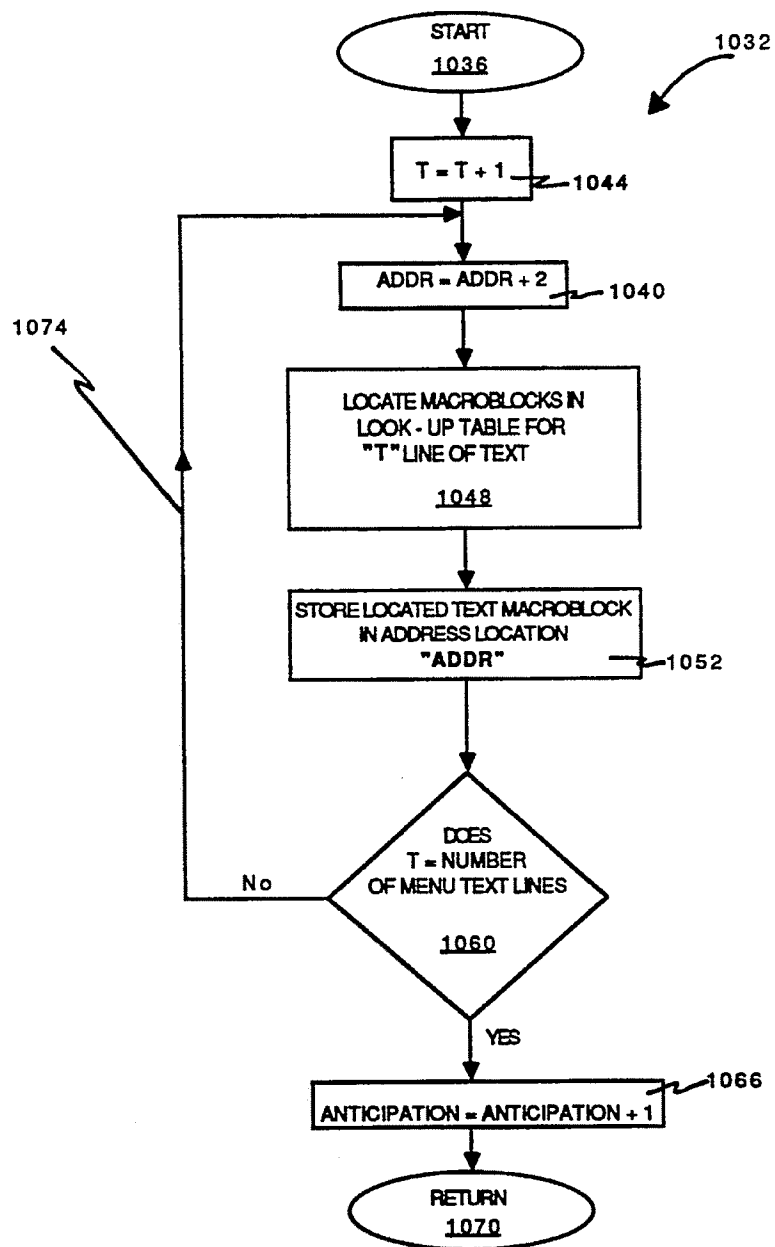 START
1036
1032
T = T + 1
1044
ADDR = ADDR + 2
1040
1074
LOCATE MACROBLOCKS IN
LOOK - UP TABLE FOR
"T" LINE OF TEXT
1048
STORE LOCATED TEXT MACROBLOCK
IN ADDRESS LOCATION
"ADDR"
1052
DOES
T = NUMBER
OF MENU TEXT LINES
1060
No
YES
1066
ANTICIPATION = ANTICIPATION + 1
RETURN
1070